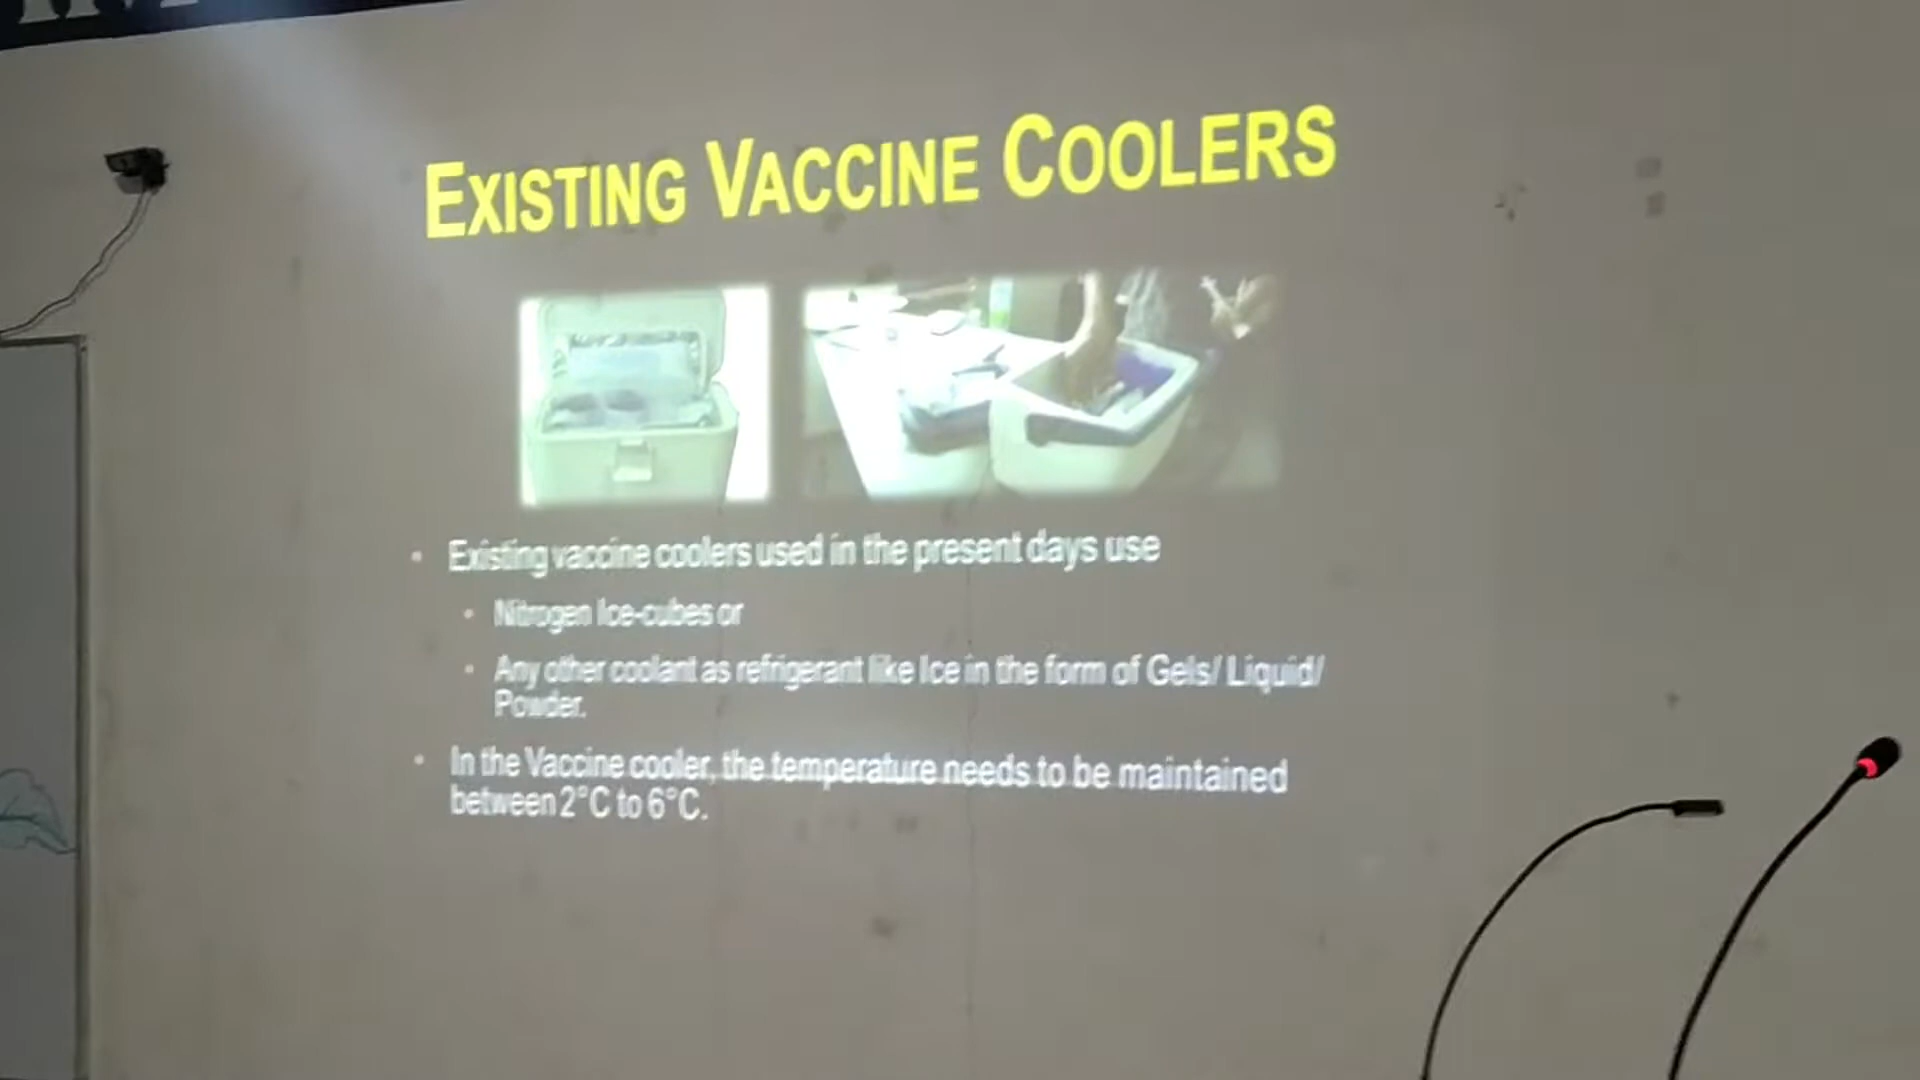 EXISTING VACCINE COOLERS
• Existing vaccine coolers used in the present days use
• Nitrogen Ice-cubes or
• Any other coolant as refrigerant like Ice in the form of Gels/ Liquid/
Powder.
• In the Vaccine cooler, the temperature needs to be maintained
between 2°C to 6°C.